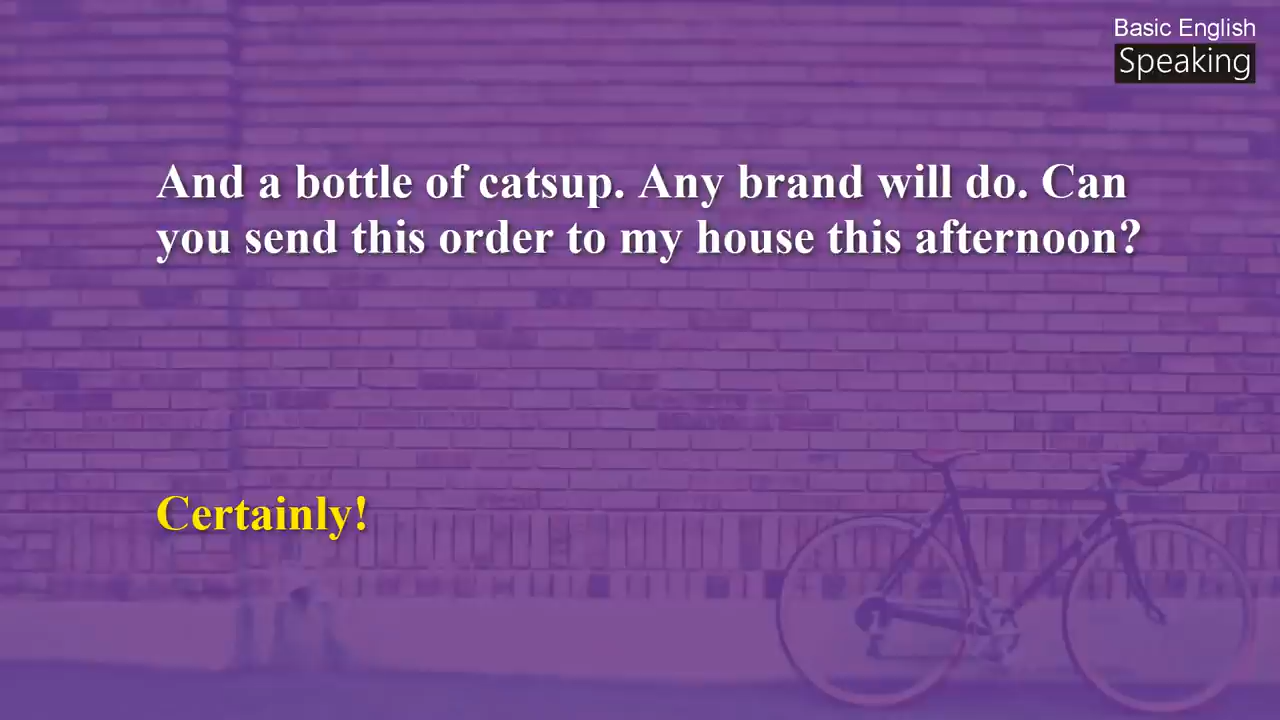 Basic English
Speaking
And a bottle of catsup. Any brand will do. Can
you send this order to my house this afternoon?
Certainly!